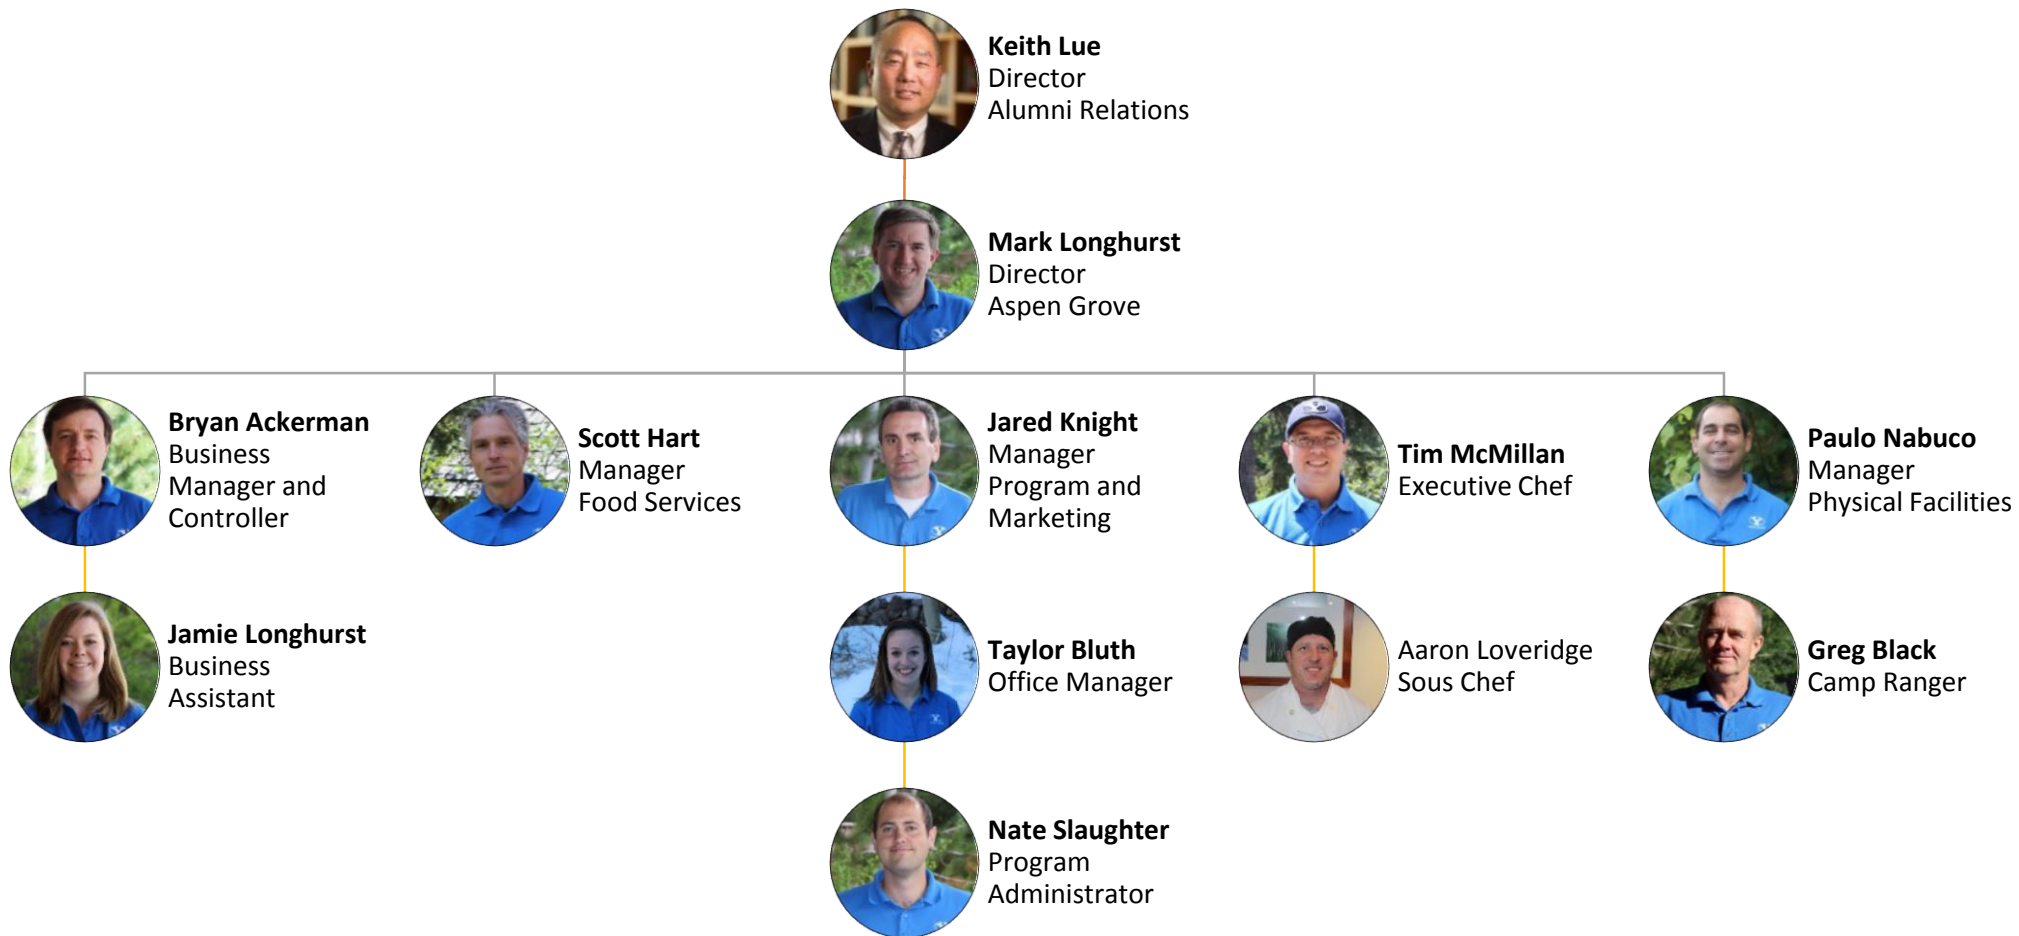 Keith Lue
Director
Alumni Relations
Mark Longhurst
Director
Aspen Grove
Bryan Ackerman
Business
Manager and
Controller
Scott Hart
Manager
Food Services
Jared Knight
Manager
Program and
Marketing
Tim McMillan
Executive Chef
Paulo Nabuco
Manager
Physical Facilities
Jamie Longhurst
Business
Assistant
Taylor Bluth
Office Manager
Aaron Loveridge
Sous Chef
Greg Black
Camp Ranger
Nate Slaughter
Program
Administrator